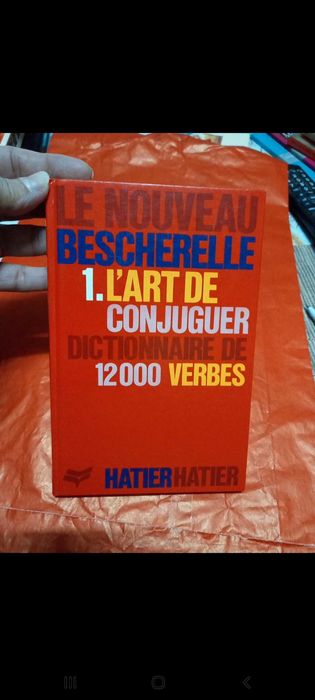 LE NOUVEAU
BESCHERELLE
1. L'ART DE
CONJUGUER
DICTIONNAIRE DE
12000 VERBES
HATIER HATIER